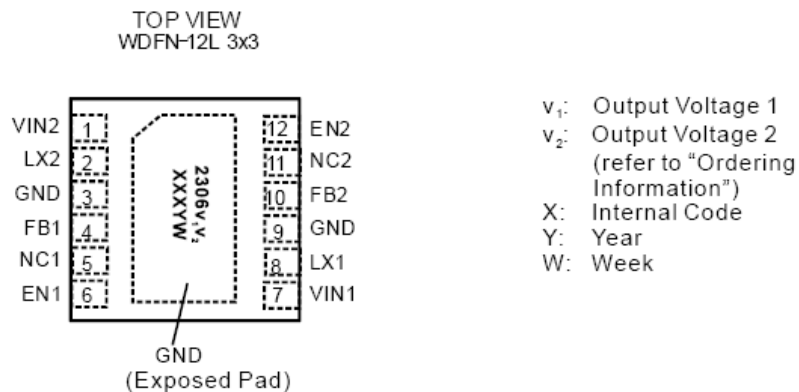 TOP VIEW
WDFN-12L 3x3
VIN2 1
LX2 2
GND 3
FB1 4
NC1 5
EN1 6
12 EN2
11 NC2
10 FB2
9 GND
8 LX1
7 VIN1
2306v₁v₂
XXXYW
GND
(Exposed Pad)
v₁: Output Voltage 1
v₂: Output Voltage 2
(refer to “Ordering
Information”)
X: Internal Code
Y: Year
W: Week